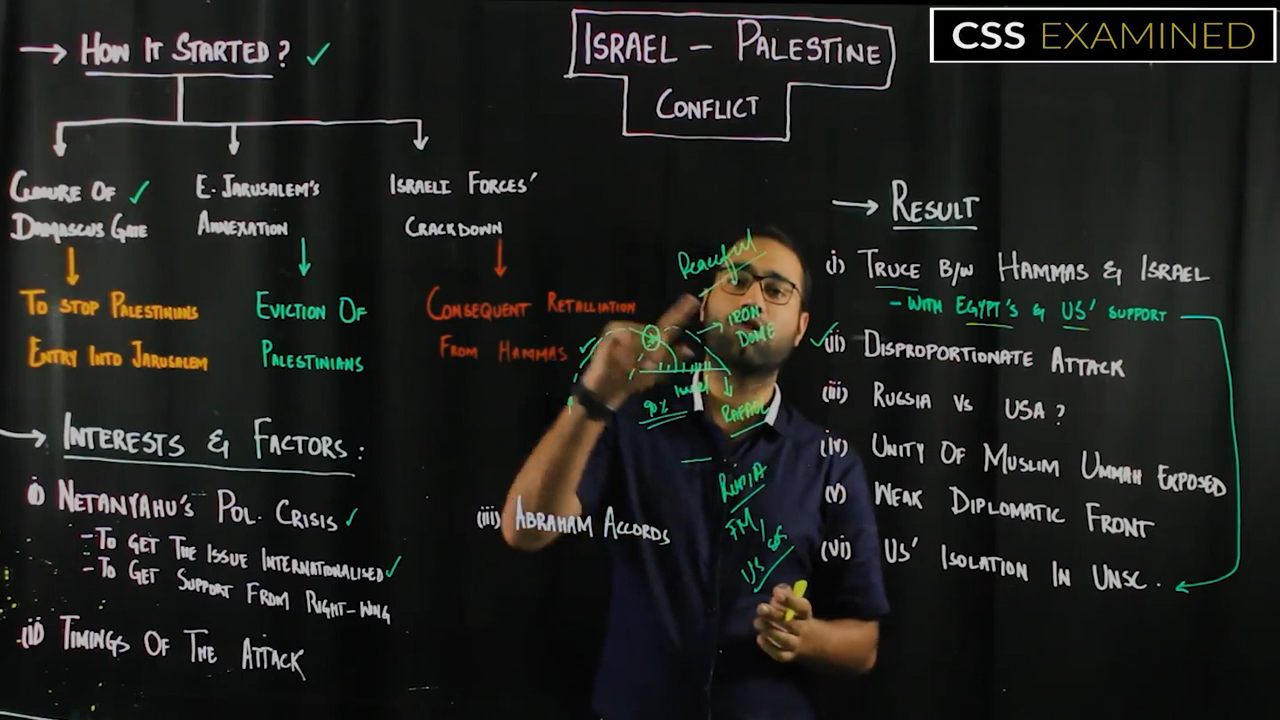 CSS EXAMINED
ISRAEL – PALESTINE
CONFLICT
→ HOW IT STARTED? ✓
CLOSURE OF ✓
DAMASCUS GATE
TO STOP PALESTINIANS
ENTRY INTO JARUSALEM
E. JARUSALEM'S
ANNEXATION
EVICTION OF
PALESTINIANS
ISRAELI FORCES'
CRACKDOWN
CONSEQUENT RETALLIATION
FROM HAMMAS ✓
→ INTERESTS & FACTORS:
(i) NETANYAHU'S POL. CRISIS ✓
- TO GET THE ISSUE INTERNATIONALISED ✓
- TO GET SUPPORT FROM RIGHT-WING
(ii) TIMINGS OF THE ATTACK
(iii) ABRAHAM ACCORDS
Peaceful
IRON
DOME
Israel
90%
RAFAEL
RUSSIA
FM/
US
→ RESULT
i) TRUCE B/W HAMMAS & ISRAEL
- WITH EGYPT'S & US' SUPPORT
✓ (ii) DISPROPORTIONATE ATTACK
(iii) RUSSIA VS USA?
(iv) UNITY OF MUSLIM UMMAH EXPOSED
(v) WEAK DIPLOMATIC FRONT
(vi) US' ISOLATION IN UNSC.